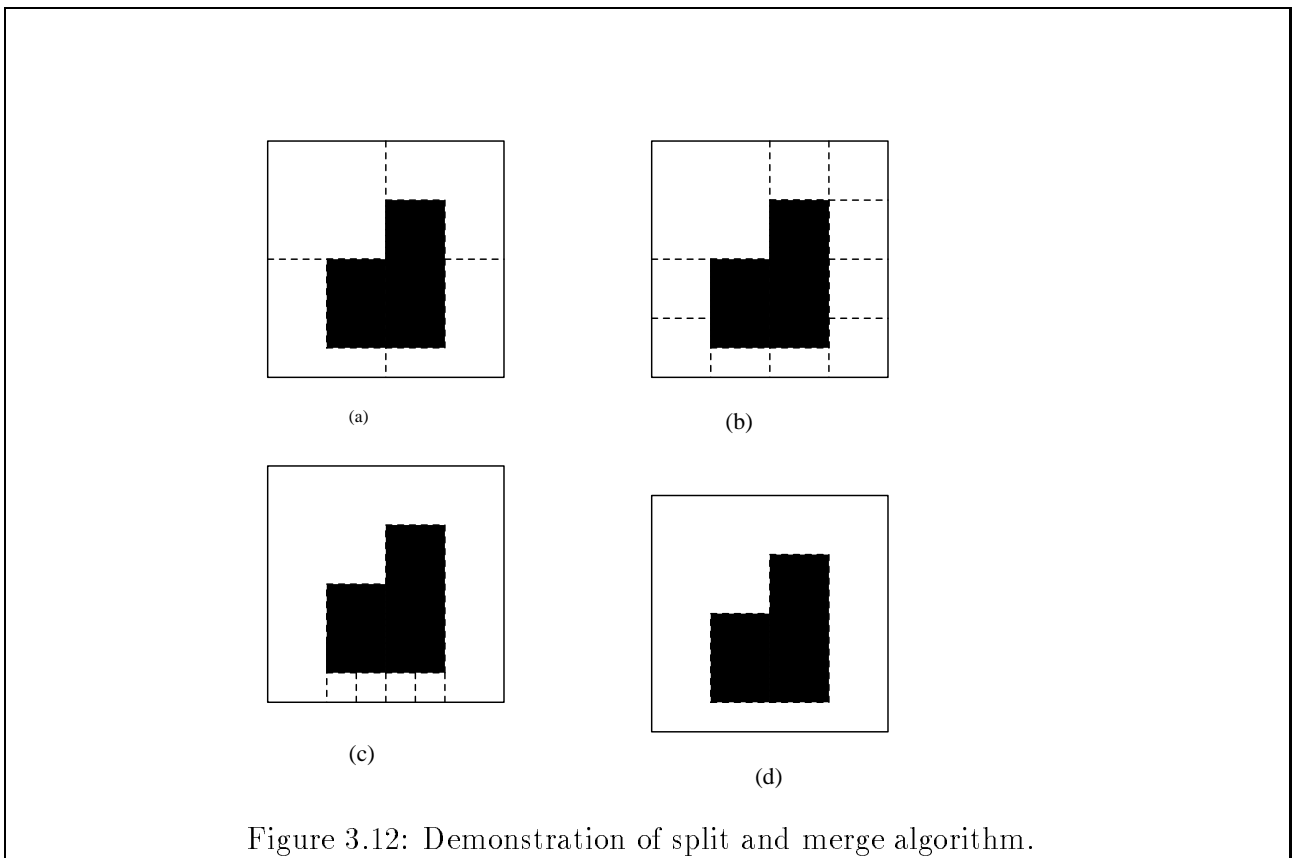 (a)
(b)
(c)
(d)
Figure 3.12: Demonstration of split and merge algorithm.